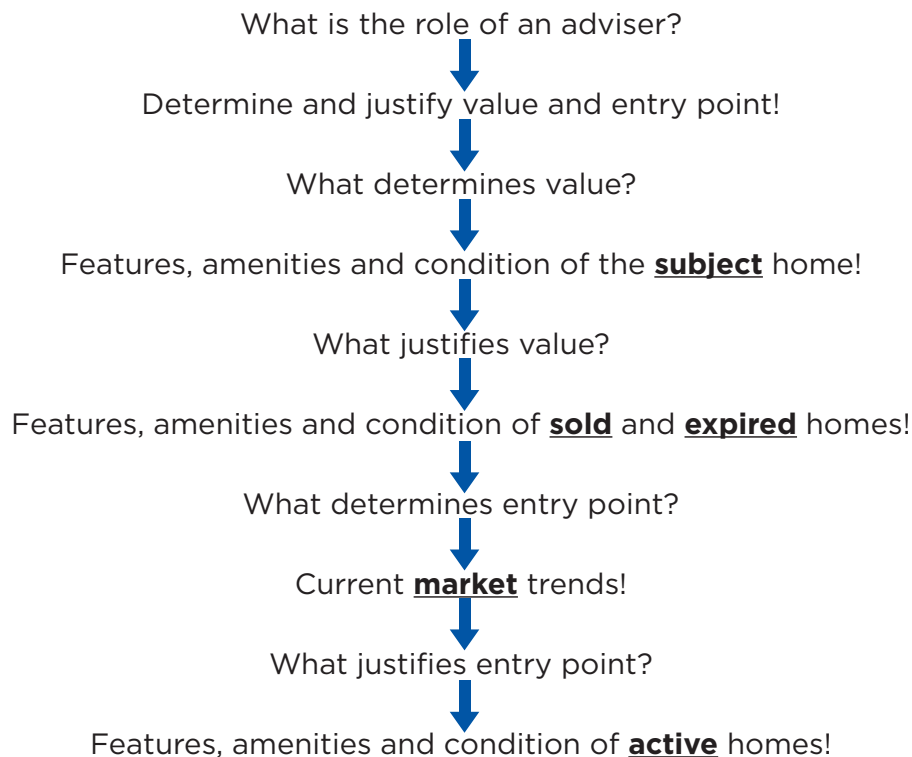 What is the role of an adviser?
Determine and justify value and entry point!
What determines value?
Features, amenities and condition of the subject home!
What justifies value?
Features, amenities and condition of sold and expired homes!
What determines entry point?
Current market trends!
What justifies entry point?
Features, amenities and condition of active homes!